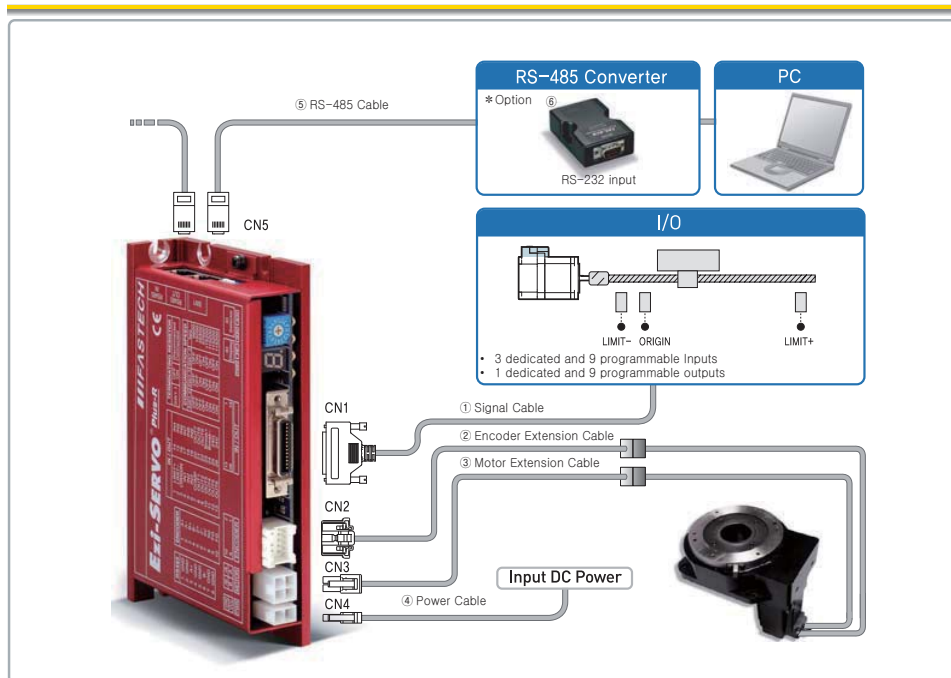 RS-485 Converter
PC
⑤ RS-485 Cable
*Option ⑥
RS-232 input
CN5
I/O
LIMIT- ORIGIN
LIMIT+
• 3 dedicated and 9 programmable Inputs
• 1 dedicated and 9 programmable outputs
CN1
① Signal Cable
② Encoder Extension Cable
③ Motor Extension Cable
CN2
CN3
Input DC Power
CN4
④ Power Cable
FASTECH
Ezi-SERVO® Plus-R
CE